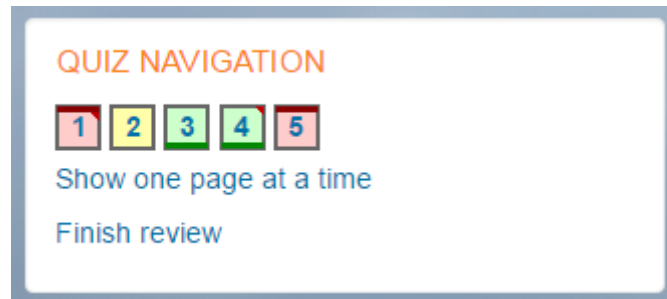 QUIZ NAVIGATION
1 2 3 4 5
Show one page at a time
Finish review